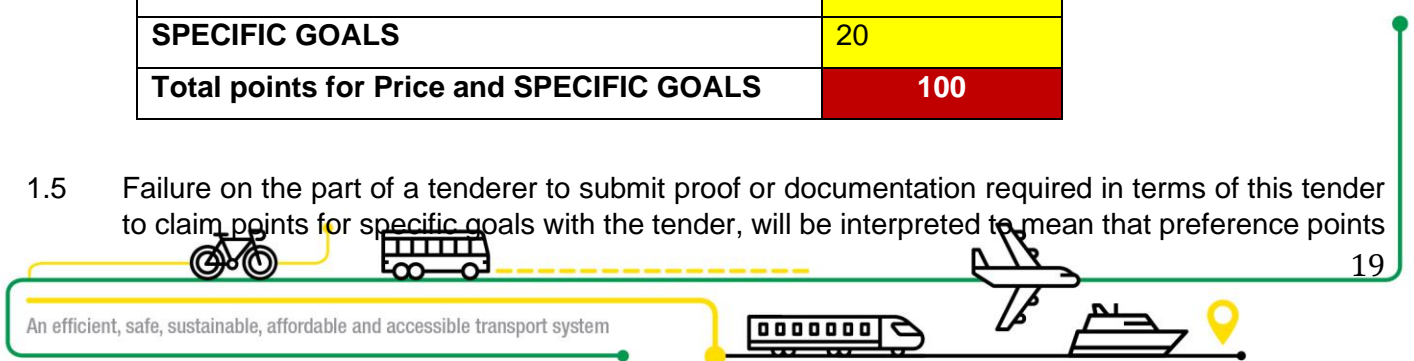 SPECIFIC GOALS 20
Total points for Price and SPECIFIC GOALS 100
1.5 Failure on the part of a tenderer to submit proof or documentation required in terms of this tender
to claim points for specific goals with the tender, will be interpreted to mean that preference points
19
An efficient, safe, sustainable, affordable and accessible transport system